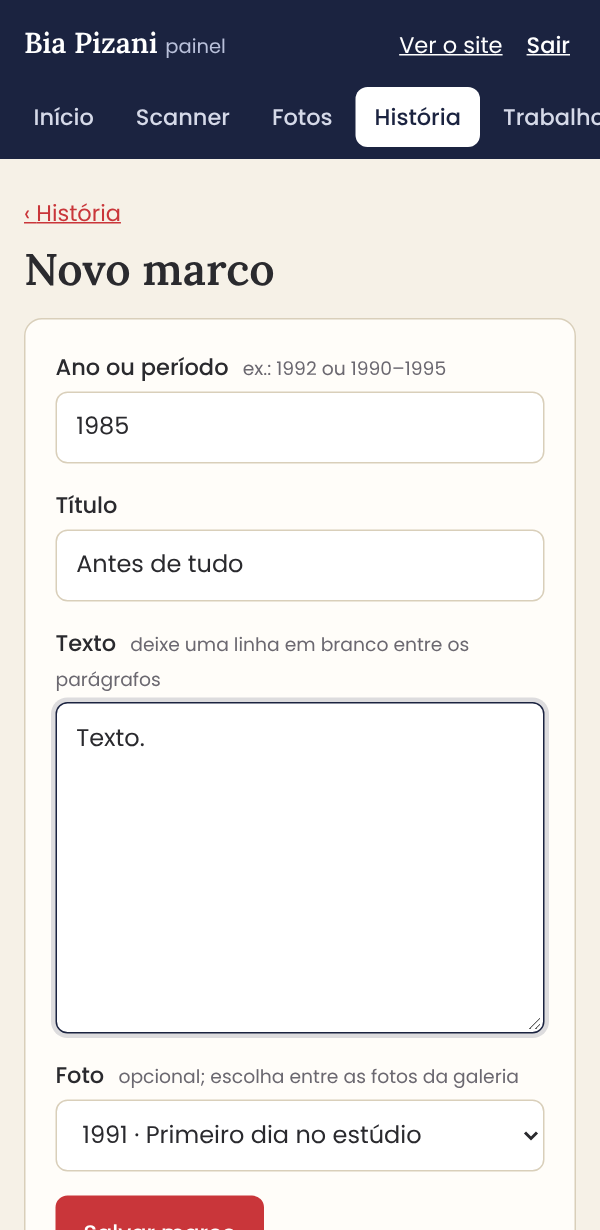 Bia Pizani painel
Ver o site Sair
Início Scanner Fotos História
‹ História
Novo marco
Ano ou período ex.: 1992 ou 1990–1995
1985
Título
Antes de tudo
Texto deixe uma linha em branco entre os
parágrafos
Texto.
Foto opcional; escolha entre as fotos da galeria
1991 · Primeiro dia no estúdio
Salvar marco